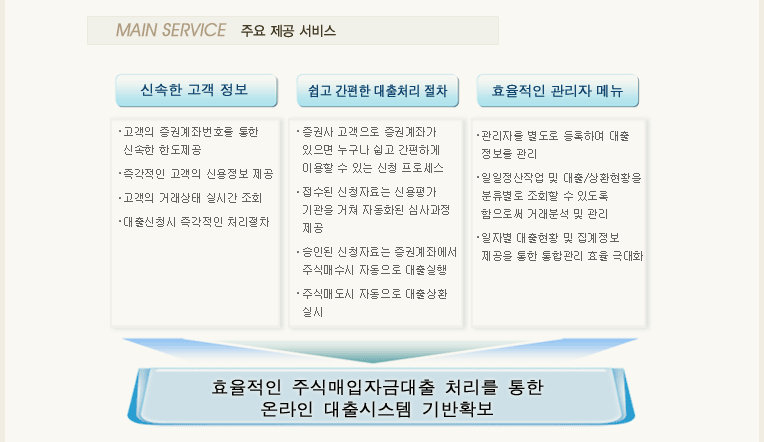 MAIN SERVICE 주요 제공 서비스
신속한 고객 정보
·고객의 증권계좌번호를 통한
신속한 한도제공
·즉각적인 고객의 신용정보 제공
·고객의 거래상태 실시간 조회
·대출신청시 즉각적인 처리절차
쉽고 간편한 대출처리 절차
·증권사 고객으로 증권계좌가
있으면 누구나 쉽고 간편하게
이용할 수 있는 신청 프로세스
·접수된 신청자료는 신용평가
기관을 거쳐 자동화된 심사과정
제공
·승인된 신청자료는 증권계좌에서
주식매수시 자동으로 대출실행
·주식매도시 자동으로 대출상환
실시
효율적인 관리자 메뉴
·관리자를 별도로 등록하여 대출
정보를 관리
·일일정산작업 및 대출/상환현황을
분류별로 조회할 수 있도록
함으로써 거래분석 및 관리
·일자별 대출현황 및 집계정보
제공을 통한 통합관리 효율 극대화
효율적인 주식매입자금대출 처리를 통한
온라인 대출시스템 기반확보